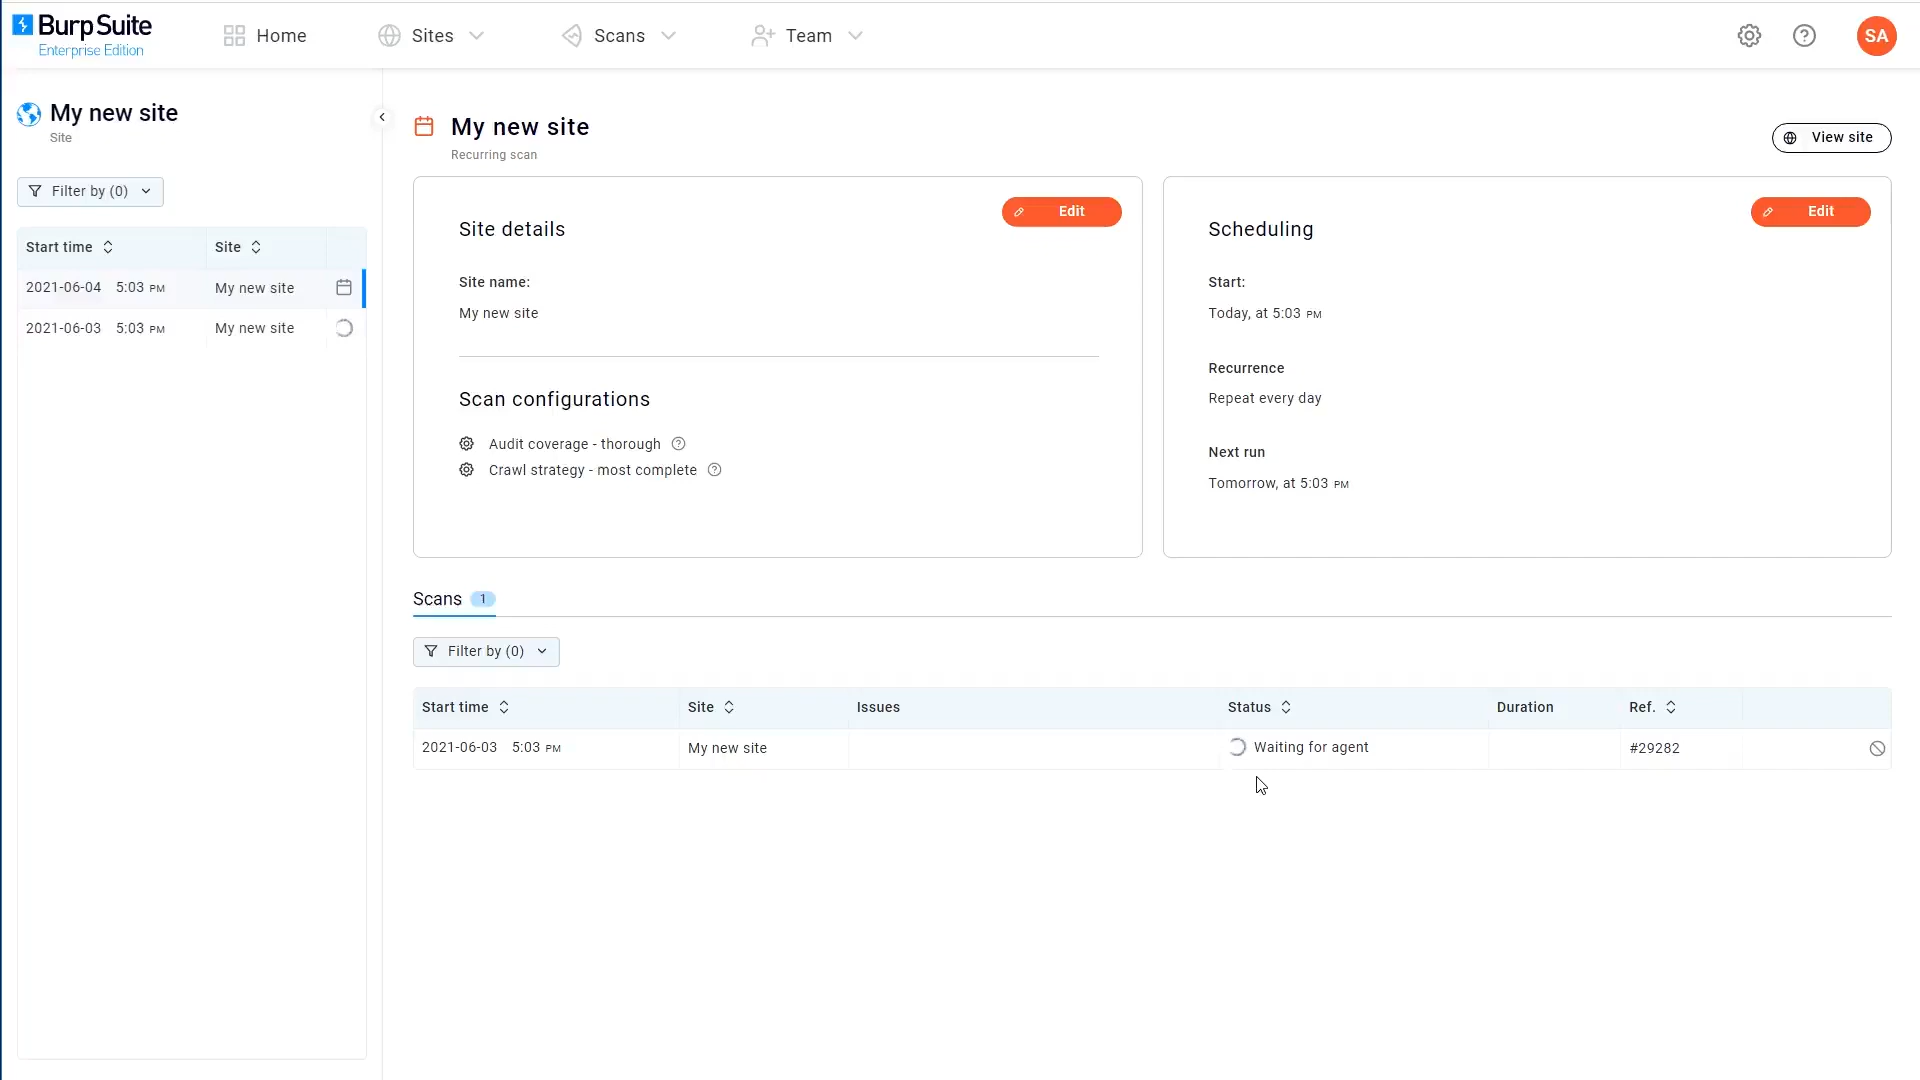 Burp Suite
Enterprise Edition
Home
Sites
Scans
Team
SA
My new site
Site
Filter by (0)
Start time Site
2021-06-04 5:03 PM My new site
2021-06-03 5:03 PM My new site
My new site
Recurring scan
View site
Site details
Edit
Site name:
My new site
Scan configurations
Audit coverage - thorough
Crawl strategy - most complete
Scheduling
Edit
Start:
Today, at 5:03 PM
Recurrence
Repeat every day
Next run
Tomorrow, at 5:03 PM
Scans 1
Filter by (0)
Start time Site Issues Status Duration Ref.
2021-06-03 5:03 PM My new site Waiting for agent #29282